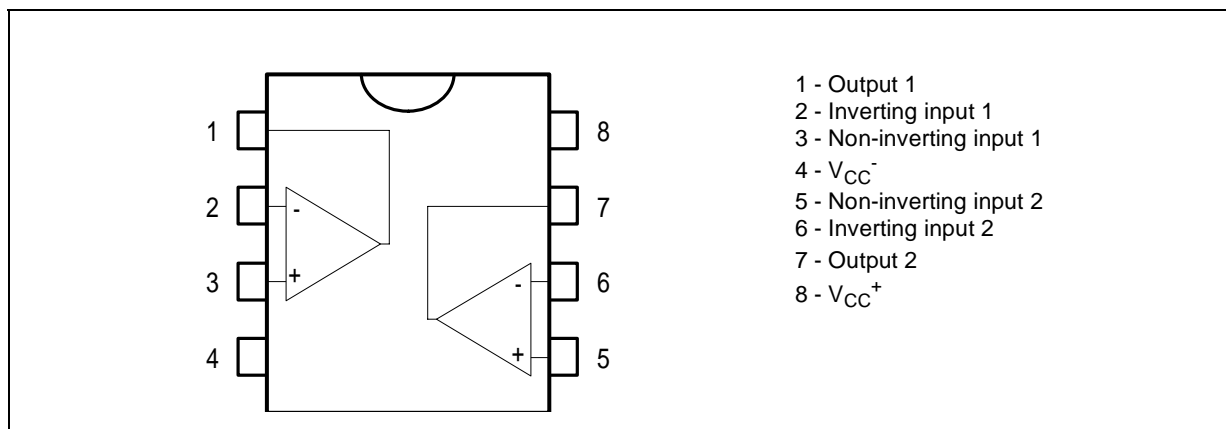 1
2
3
4
8
7
6
5
-
+
-
+
1 - Output 1
2 - Inverting input 1
3 - Non-inverting input 1
4 - VCC-
5 - Non-inverting input 2
6 - Inverting input 2
7 - Output 2
8 - VCC+